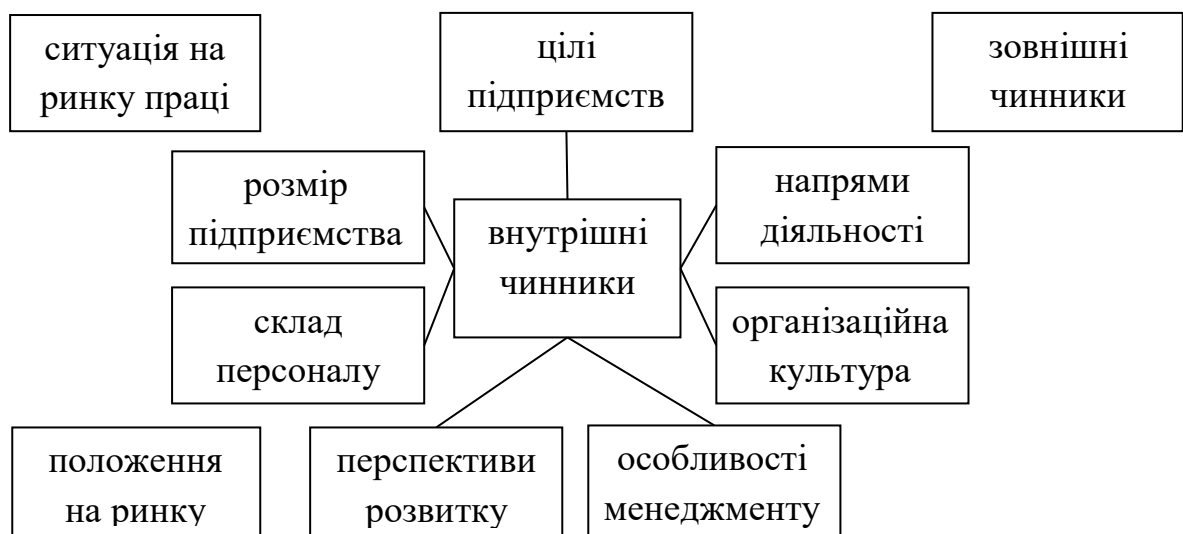 ситуація на
ринку праці
цілі
підприємств
зовнішні
чинники
розмір
підприємства
внутрішні
чинники
напрями
діяльності
склад
персоналу
організаційна
культура
положення
на ринку
перспективи
розвитку
особливості
менеджменту